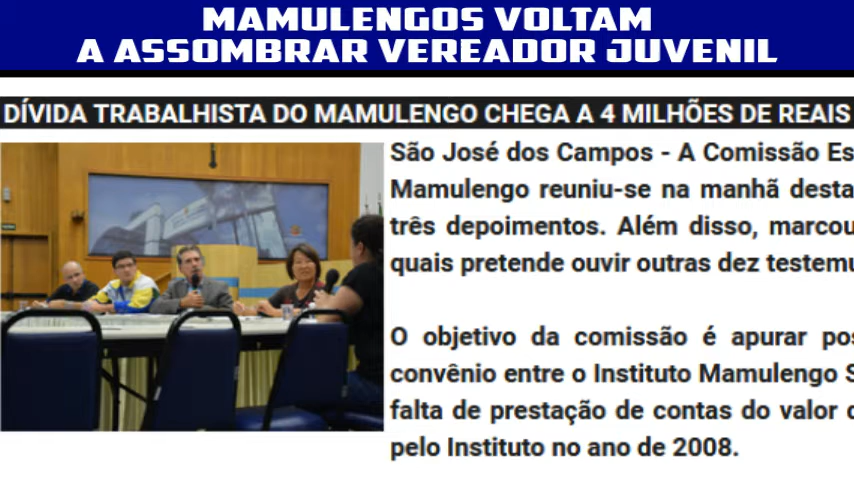 MAMULENGOS VOLTAM
A ASSOMBRAR VEREADOR JUVENIL
DÍVIDA TRABALHISTA DO MAMULENGO CHEGA A 4 MILHÕES DE REAIS
São José dos Campos - A Comissão Es
Mamulengo reuniu-se na manhã desta
três depoimentos. Além disso, marcou
quais pretende ouvir outras dez testemu
O objetivo da comissão é apurar pos
convênio entre o Instituto Mamulengo S
falta de prestação de contas do valor
pelo Instituto no ano de 2008.